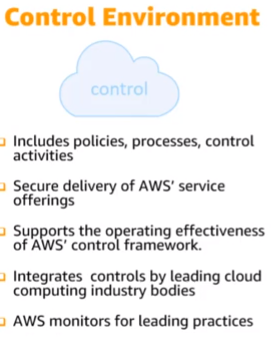 Control Environment
control
Includes policies, processes, control
activities
Secure delivery of AWS' service
offerings
Supports the operating effectiveness
of AWS' control framework.
Integrates controls by leading cloud
computing industry bodies
AWS monitors for leading practices